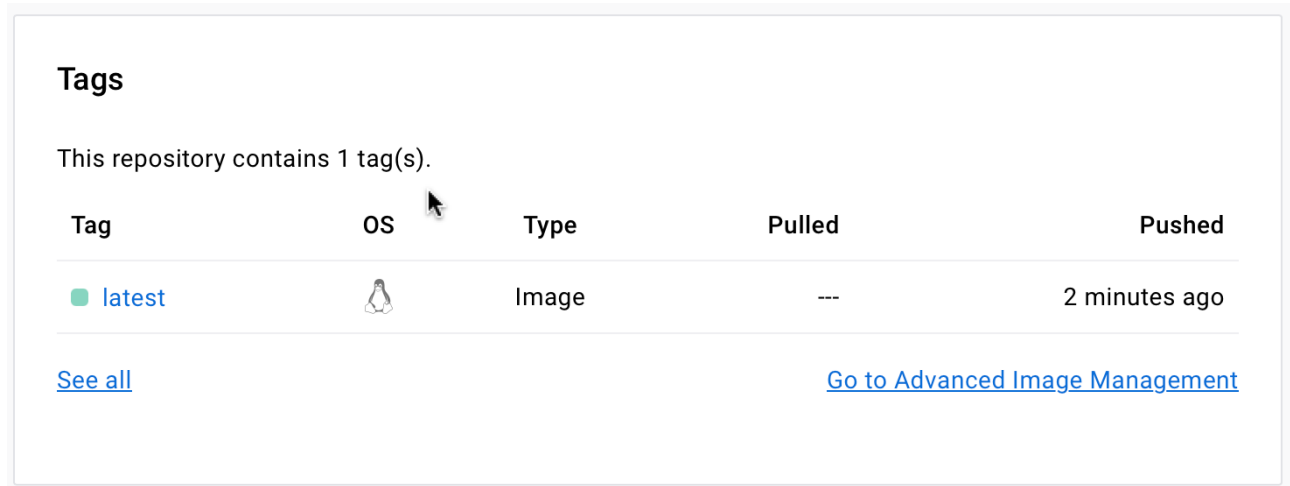 Tags
This repository contains 1 tag(s).
Tag OS Type Pulled Pushed
latest Image --- 2 minutes ago
See all Go to Advanced Image Management